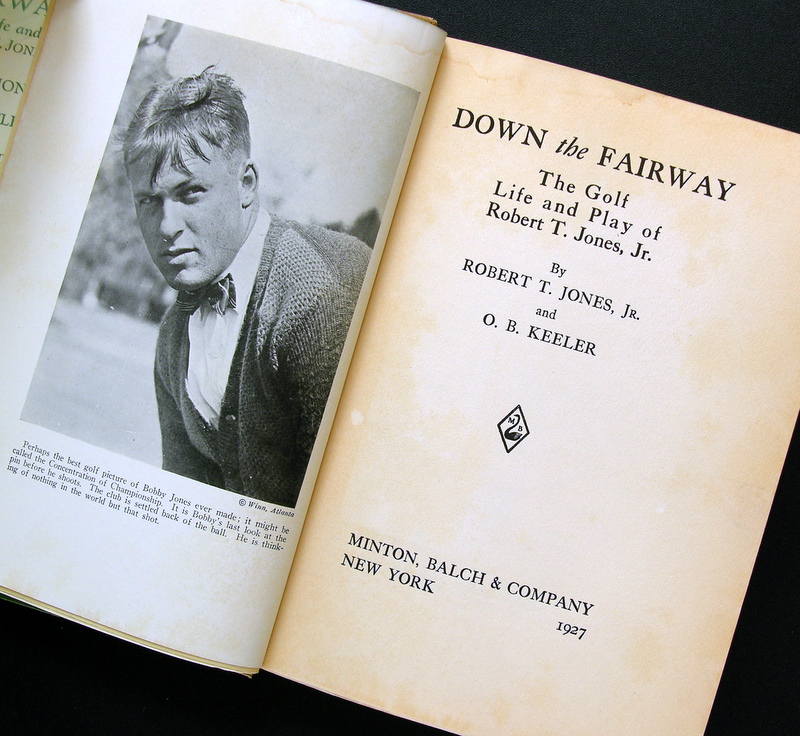 Perhaps the best golf picture of Bobby Jones ever made; it might be
called the Concentration of Championship. It is Bobby's last look at the
pin before he shoots. The club is settled back of the ball. He is think-
ing of nothing in the world but that shot.
© Winn, Atlanta
DOWN the FAIRWAY
The Golf
Life and Play of
Robert T. Jones, Jr.
By
ROBERT T. JONES, JR.
and
O. B. KEELER
M
B
MINTON, BALCH & COMPANY
NEW YORK
1927